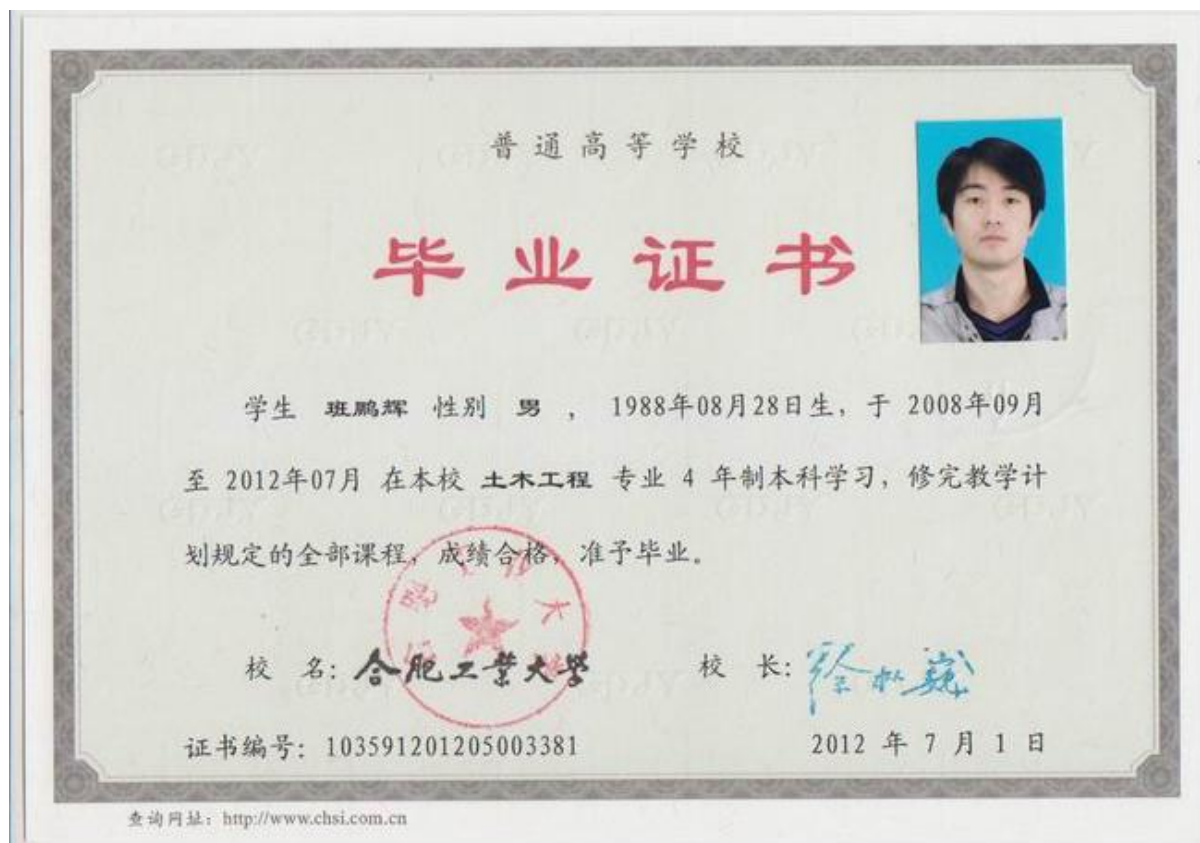 普通高等学校
毕业证书
学生 班鹏辉 性别 男 , 1988年08月28日生, 于 2008年09月
至 2012年07月 在本校 土木工程 专业 4 年制本科学习, 修完教学计
划规定的全部课程, 成绩合格, 准予毕业。
校 名: 合肥工業大學 校 长:
证书编号: 103591201205003381 2012 年 7 月 1 日
查询网址: http://www.chsi.com.cn